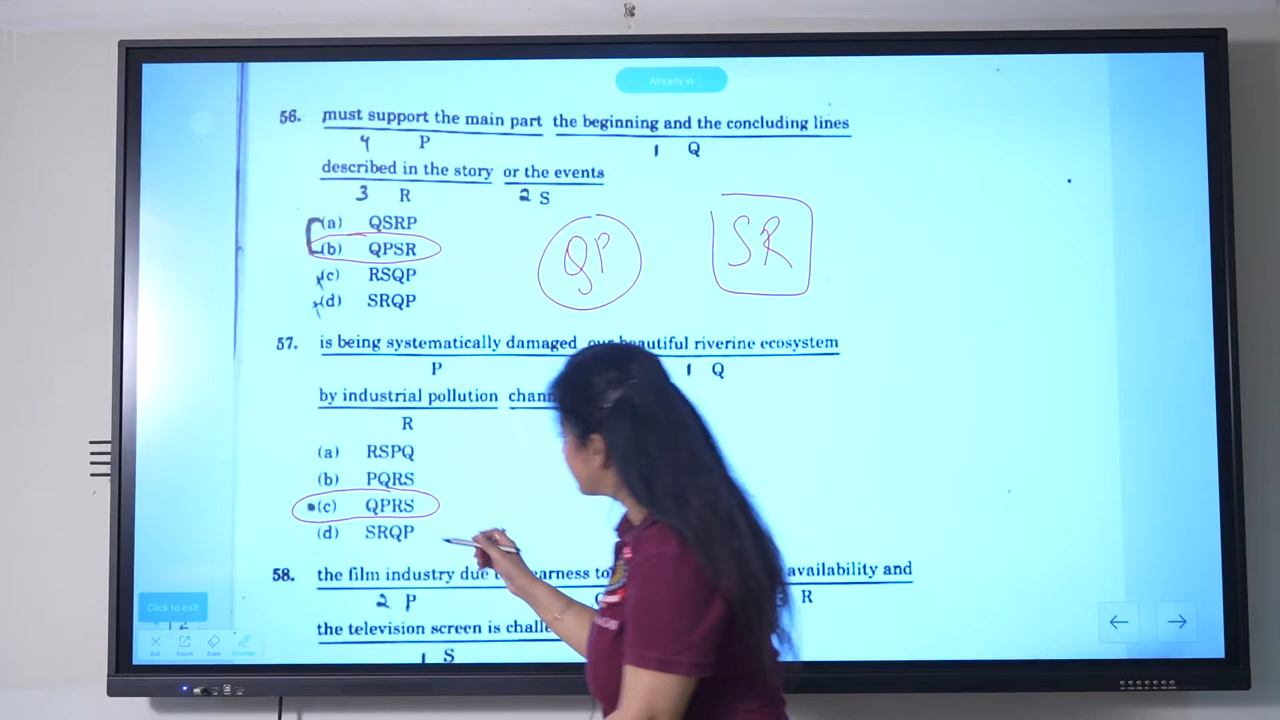 Already in
56. must support the main part the beginning and the concluding lines
4 P 1 Q
described in the story or the events
3 R 2 S
(a) QSRP
(b) QPSR
(c) RSQP
(d) SRQP
QP SR
57. is being systematically damaged beautiful riverine ecosystem
P 1 Q
by industrial pollution
R
(a) RSPQ
(b) PQRS
(c) QPRS
(d) SRQP
58. the film industry due availability and
2 P R
the television screen is
1 S
Click to exit
Exit Export Erase